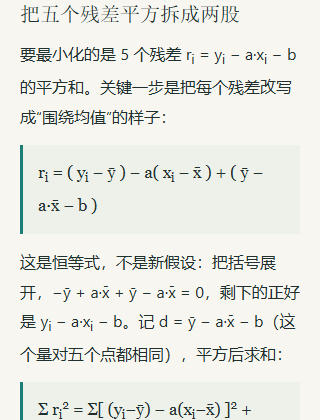 把五个残差平方拆成两股
要最小化的是 5 个残差 rᵢ = yᵢ − a·xᵢ − b
的平方和。关键一步是把每个残差改写
成“围绕均值”的样子：
rᵢ = ( yᵢ − ȳ ) − a( xᵢ − x̄ ) + ( ȳ −
a·x̄ − b )
这是恒等式，不是新假设：把括号展
开，−ȳ + a·x̄ + ȳ − a·x̄ = 0，剩下的正好
是 yᵢ − a·xᵢ − b。记 d = ȳ − a·x̄ − b（这
个量对五个点都相同），平方后求和：
Σ rᵢ² = Σ[ (yᵢ−ȳ) − a(xᵢ−x̄) ]² +